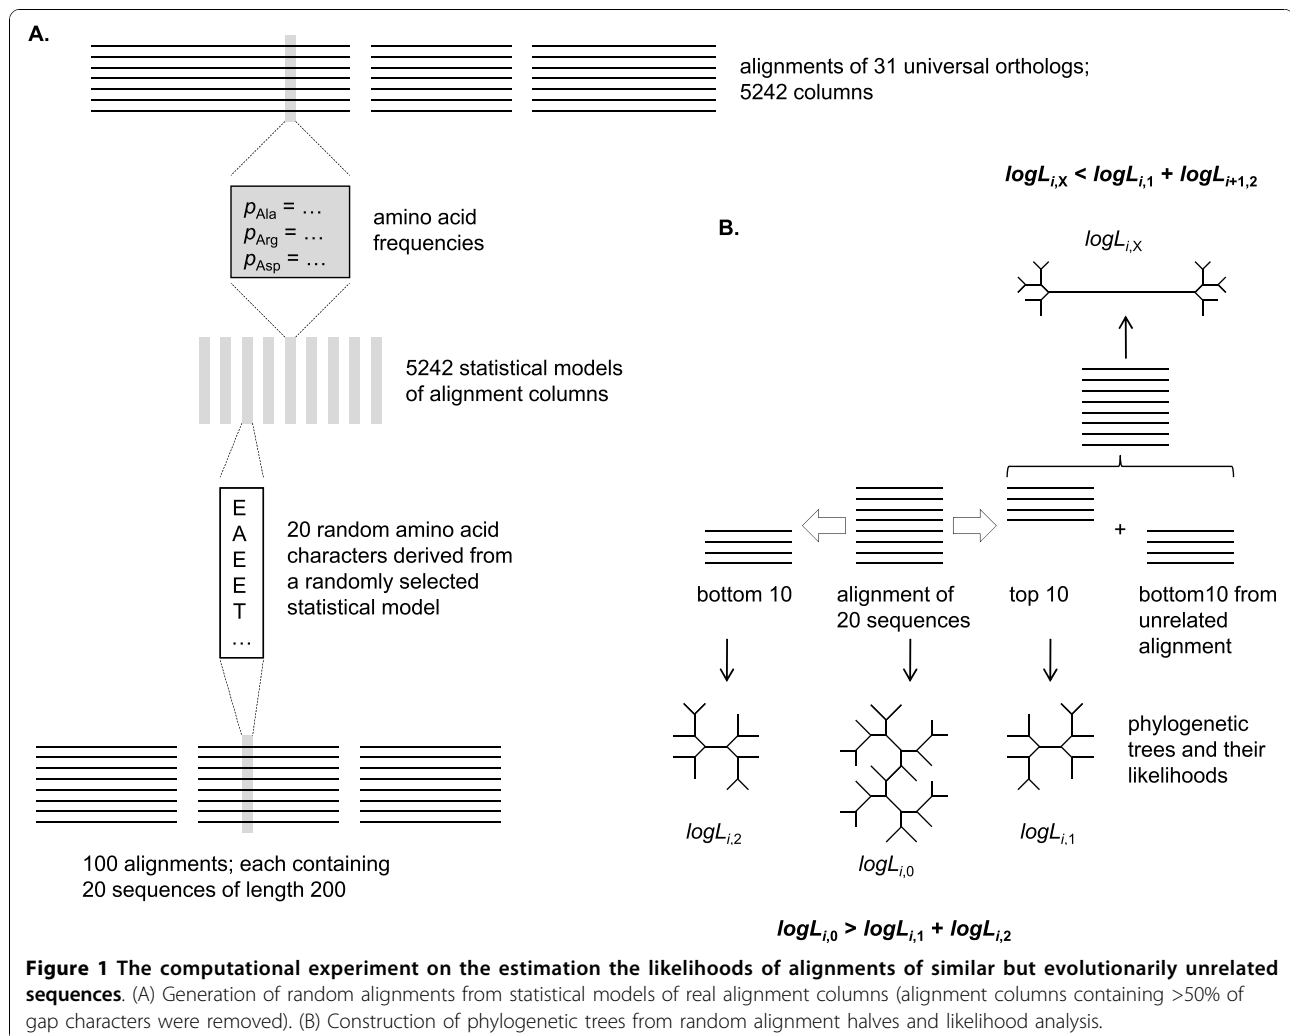 A.
alignments of 31 universal orthologs;
5242 columns
pAla = …
pArg = …
pAsp = …
amino acid
frequencies
5242 statistical models
of alignment columns
E
A
E
E
T
…
20 random amino acid
characters derived from
a randomly selected
statistical model
100 alignments; each containing
20 sequences of length 200
logLi,X < logLi,1 + logLi+1,2
B.
logLi,X
+
bottom 10
alignment of
20 sequences
top 10
bottom10 from
unrelated
alignment
phylogenetic
trees and their
likelihoods
logLi,2
logLi,0
logLi,1
logLi,0 > logLi,1 + logLi,2
Figure 1 The computational experiment on the estimation the likelihoods of alignments of similar but evolutionarily unrelated
sequences. (A) Generation of random alignments from statistical models of real alignment columns (alignment columns containing >50% of
gap characters were removed). (B) Construction of phylogenetic trees from random alignment halves and likelihood analysis.